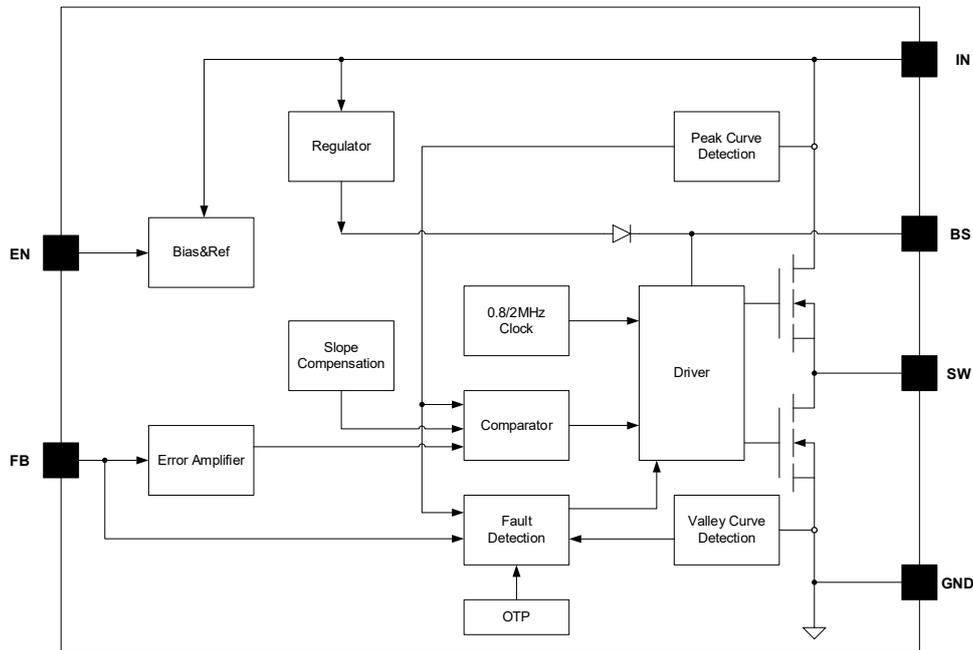 IN
Peak Curve
Detection
Regulator
EN
Bias&Ref
BS
0.8/2MHz
Clock
Slope
Compensation
Driver
SW
Comparator
FB
Error Amplifier
Fault
Detection
Valley Curve
Detection
GND
OTP